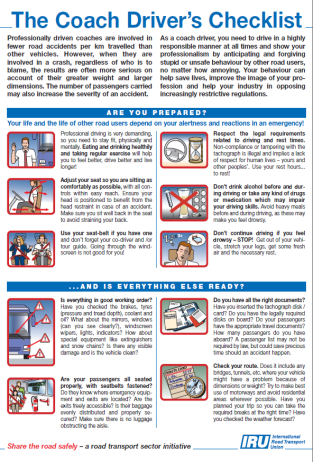 The Coach Driver's Checklist
Professionally driven coaches are involved in
fewer road accidents per km travelled than
other vehicles. However, when they are
involved in a crash, regardless of who is to
blame, the results are often more serious on
account of their greater weight and larger
dimensions. The number of passengers carried
may also increase the severity of an accident.
As a coach driver, you need to drive in a highly
responsible manner at all times and show your
professionalism by anticipating and forgiving
stupid or unsafe behaviour by other road users,
no matter how annoying. Your behaviour can
help save lives, improve the image of your pro-
fession and help your industry in opposing
increasingly restrictive regulations.
ARE YOU PREPARED?
Your life and the life of other road users depend on your alertness and reactions in an emergency!
Professional driving is very demanding,
so you need to stay fit, physically and
mentally. Eating and drinking healthily
and taking regular exercise will help
you to feel better, drive better and live
longer!
Adjust your seat so you are sitting as
comfortably as possible, with all con-
trols within easy reach. Ensure your
head is positioned to benefit from the
head restraint in case of an accident.
Make sure you sit well back in the seat
to avoid straining your back.
Use your seat-belt if you have one
and don't forget your co-driver and/or
tour guide. Going through the wind-
screen is not good for you!
Respect the legal requirements
related to driving and rest times.
Non-compliance or tampering with the
tachograph is illegal and implies a lack
of respect for human lives – yours and
other peoples'. Use your rest hours...
to rest!
Don't drink alcohol before and dur-
ing driving or take any kind of drugs
or medication which may impair
your driving skills. Avoid heavy meals
before and during driving, as these may
make you feel drowsy.
Don't continue driving if you feel
drowsy – STOP! Get out of your vehi-
cle, stretch your legs, get some fresh
air and the necessary rest.
...AND IS EVERYTHING ELSE READY?
Is everything in good working order?
Have you checked the brakes, tyres
pressure and road depth, coolant and
oil? What about the mirrors, windows
(can you see clearly?), windscreen
wipers, lights, indicators? How about
special equipment like extinguishers
and snow chains? Is there any visible
damage and is the vehicle clean?
Are your passengers all seated
properly, with seatbelts fastened?
Do they know where emergency equip-
ment and exits are located? Are the
exits freely accessible? Is their baggage
evenly distributed and properly se-
cured? Make sure there is no luggage
obstructing the aisle.
Do you have all the right documents?
Have you inserted the tachograph disk /
card? Do you have the legally required
disks on board? Do your passengers
have the appropriate travel documents?
How many passengers do you have
aboard? A passenger list may not be
required by law, but could save precious
time should an accident happen.
Check your route. Does it include any
bridges, tunnels, etc. where your vehicle
might have a problem because of
dimensions or weight? Try to make best
use of motorways and avoid residential
areas wherever possible. Have you
planned your trip so you can take the
required breaks at the right time? Have
you checked the weather forecast?
Share the road safely – a road transport sector initiative
IRU International
Road Transport
Union